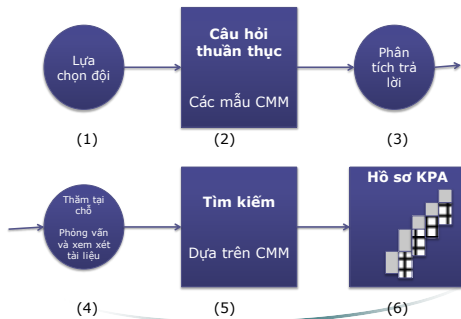 Lựa
chọn đội
Câu hỏi
thuần thục
Các mẫu CMM
Phân
tích trả
lời
(1)
(2)
(3)
Thăm tại
chỗ
Phỏng vấn
và xem xét
tài liệu
Tìm kiếm
Dựa trên CMM
Hồ sơ KPA
(4)
(5)
(6)